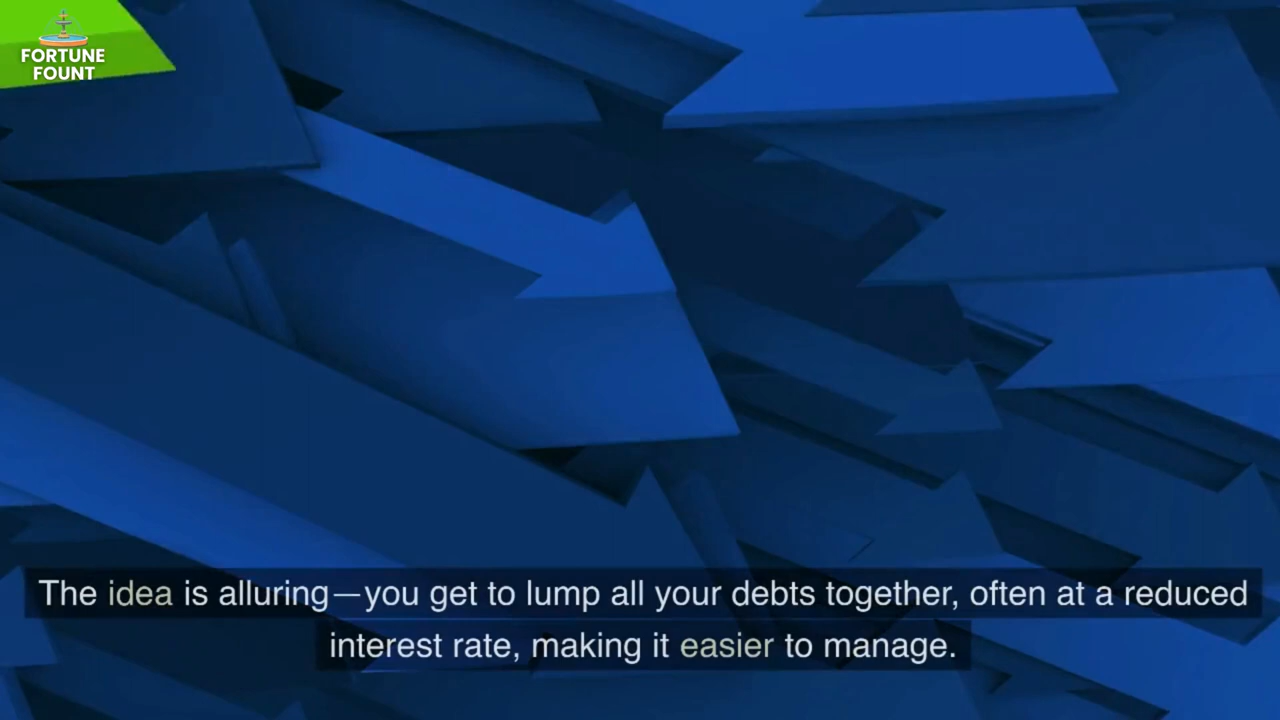 FORTUNE
FOUNT
The idea is alluring—you get to lump all your debts together, often at a reduced
interest rate, making it easier to manage.